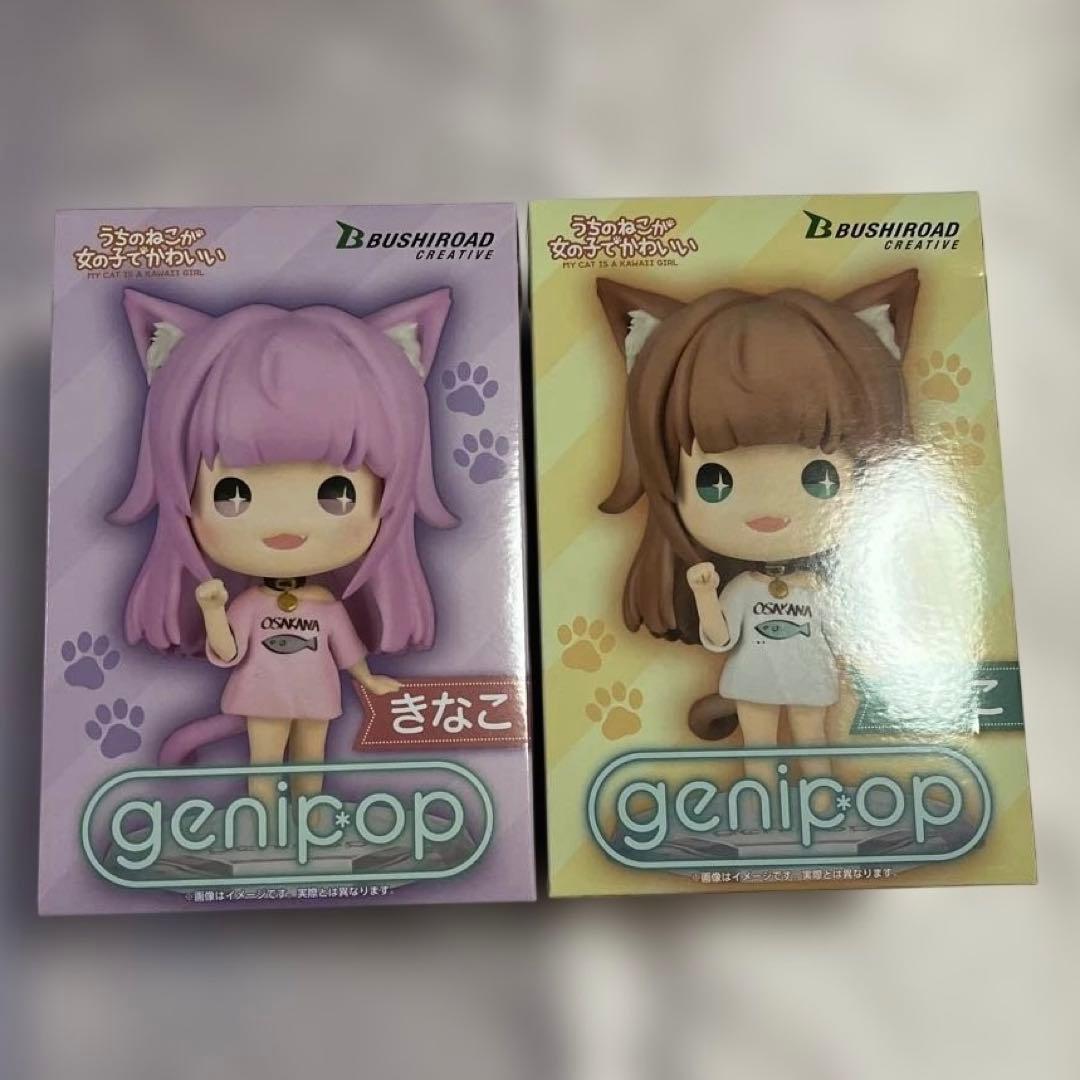 うちのねこが
女の子でかわいい
MY CAT IS A KAWAII GIRL
BUSHIROAD
CREATIVE
OSAKANA
きなこ
genipop
※画像はイメージです。実際とは異なります。
うちのねこが
女の子でかわいい
MY CAT IS A KAWAII GIRL
BUSHIROAD
CREATIVE
OSAKANA
こ
genipop
※画像はイメージです。実際とは異なります。